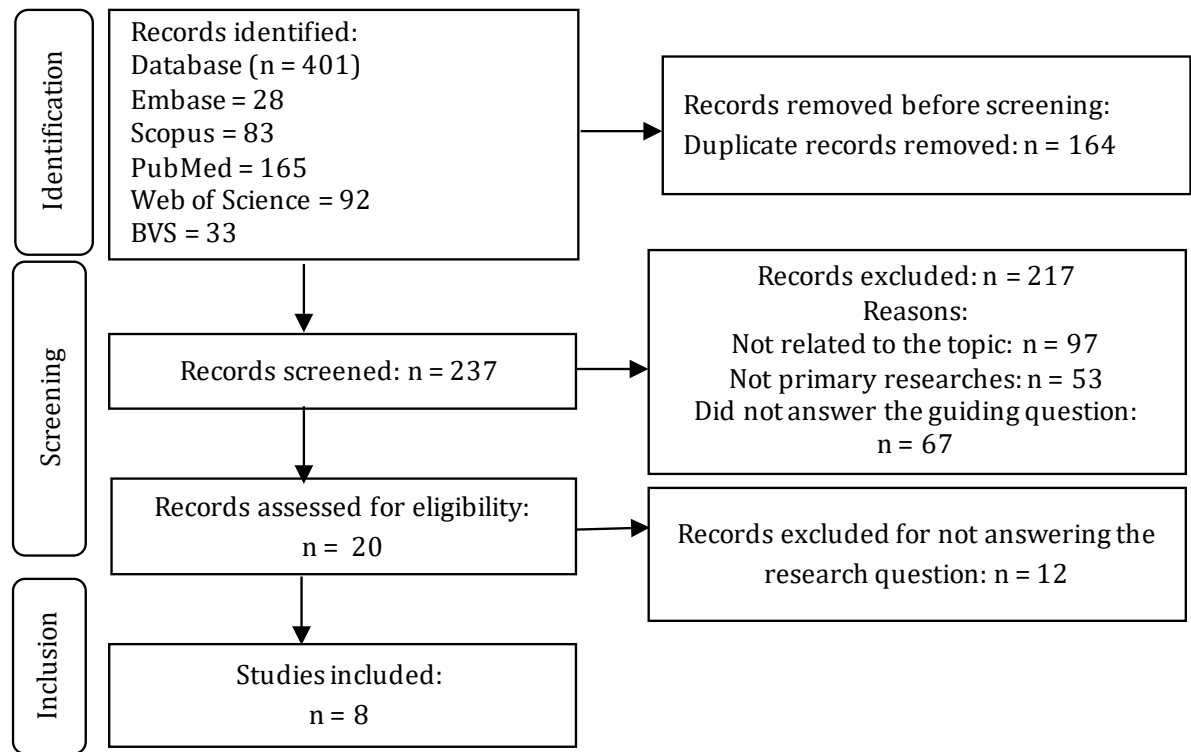 Identification
Records identified:
Database (n = 401)
Embase = 28
Scopus = 83
PubMed = 165
Web of Science = 92
BVS = 33
Records removed before screening:
Duplicate records removed: n = 164
Screening
Records screened: n = 237
Records excluded: n = 217
Reasons:
Not related to the topic: n = 97
Not primary researches: n = 53
Did not answer the guiding question:
n = 67
Records assessed for eligibility:
n = 20
Records excluded for not answering the
research question: n = 12
Inclusion
Studies included:
n = 8